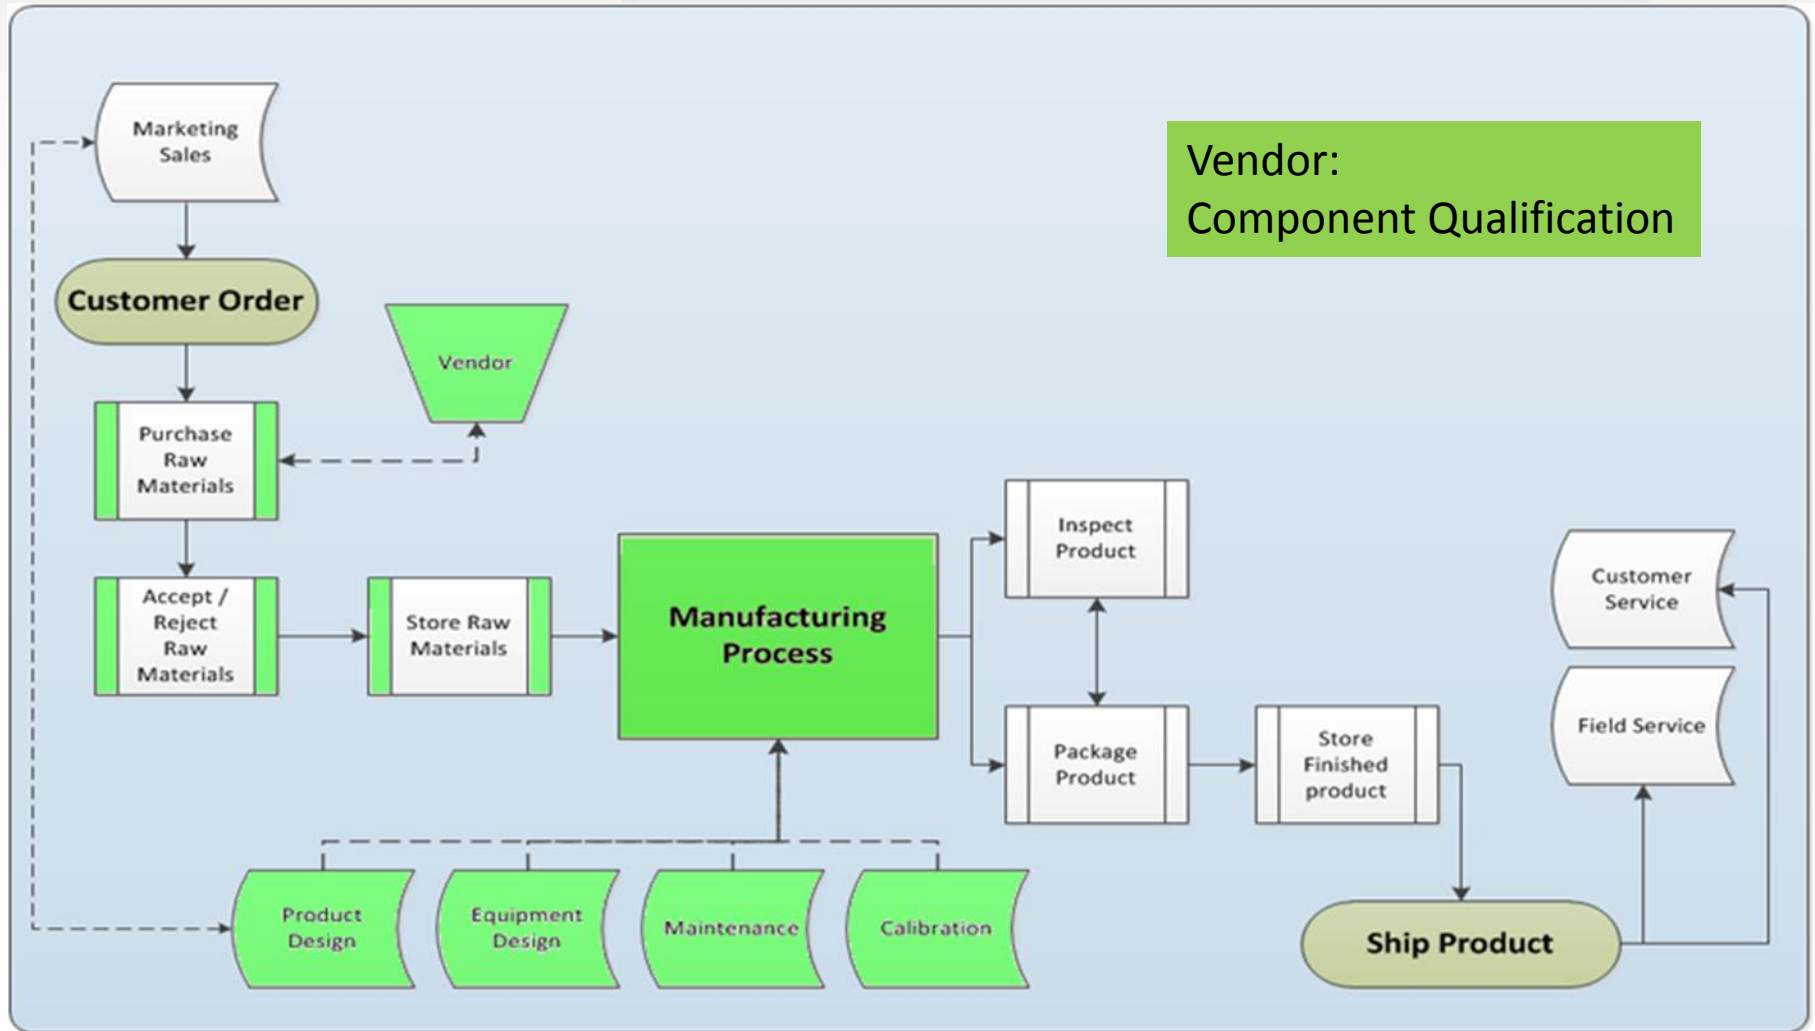 Marketing
Sales
Vendor:
Component Qualification
Customer Order
Vendor
Purchase
Raw
Materials
Accept /
Reject
Raw
Materials
Store Raw
Materials
Manufacturing
Process
Inspect
Product
Package
Product
Store
Finished
product
Customer
Service
Field Service
Product
Design
Equipment
Design
Maintenance
Calibration
Ship Product